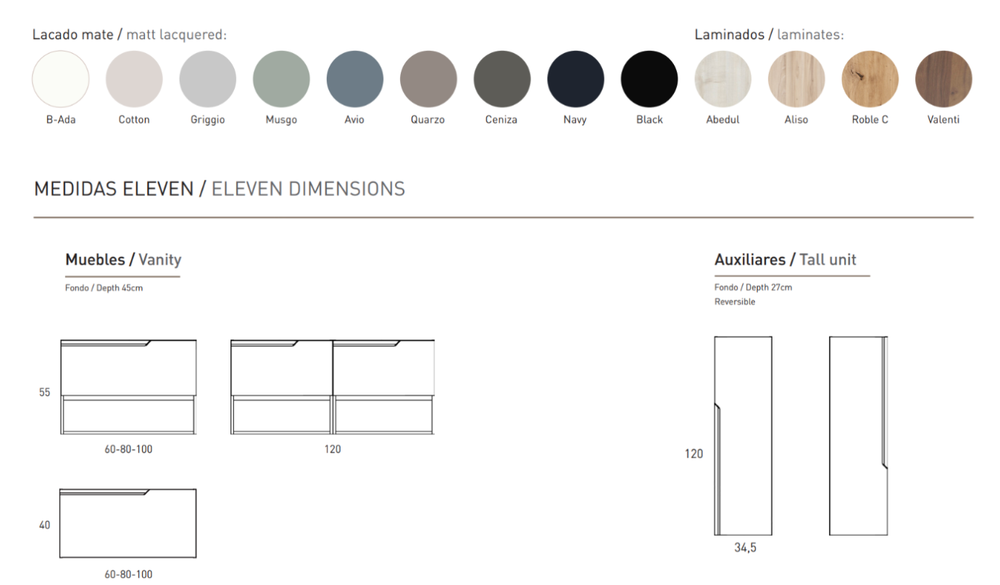 Lacado mate / matt lacquered:
Laminados / laminates:
B-Ada
Cotton
Griggio
Musgo
Avio
Quarzo
Ceniza
Navy
Black
Abedul
Aliso
Roble C
Valenti
MEDIDAS ELEVEN / ELEVEN DIMENSIONS
Muebles / Vanity
Fondo / Depth 45cm
55
60-80-100
120
40
60-80-100
Auxiliares / Tall unit
Fondo / Depth 27cm
Reversible
120
34,5